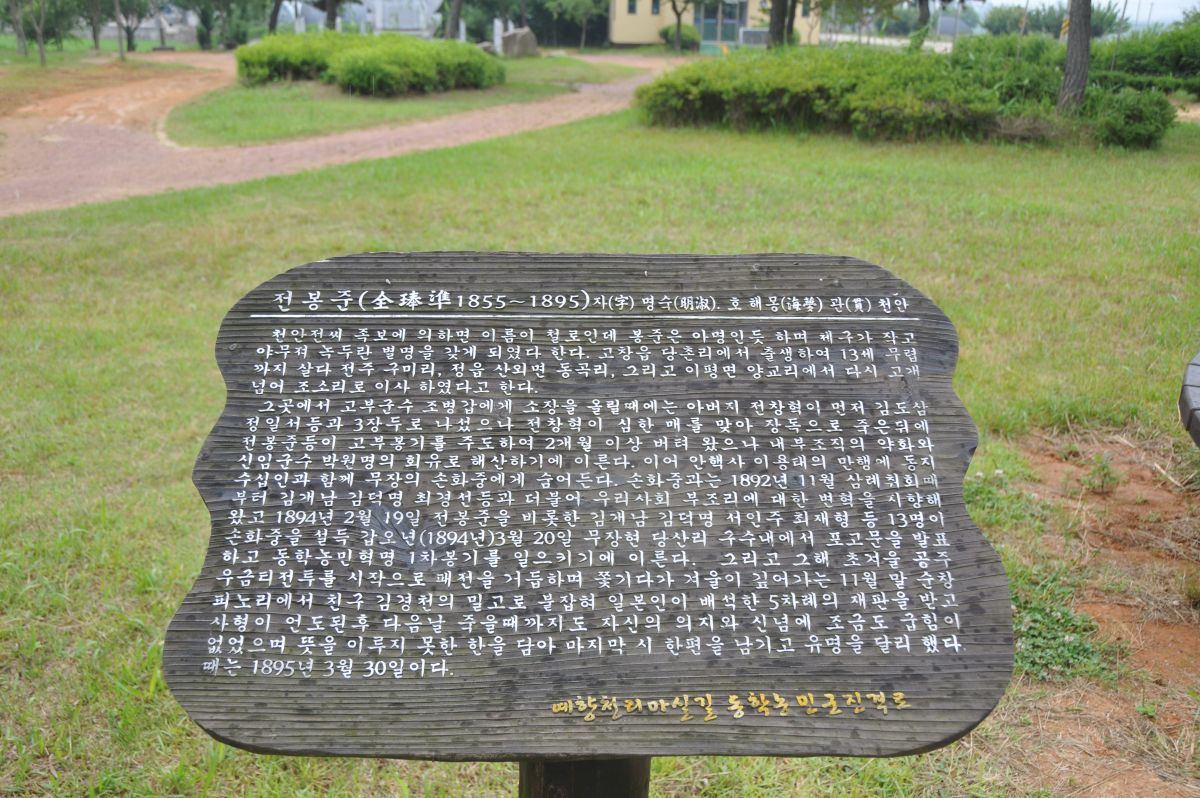 전봉준(全琫準 1855~1895)자(字) 명숙(明淑). 호 해몽(海夢) 관(貫) 천안
천안전씨 족보에 의하면 이름이 철로인데 봉준은 아명인듯 하며 체구가 작고
야무져 녹두란 별명을 갖게 되였다 한다. 고창읍 당촌리에서 출생하여 13세 무렵
까지 살다 전주 구미리, 정읍 산외면 동곡리, 그리고 이평면 양교리에서 다시 고개
넘어 조소리로 이사 하였다고 한다.
그곳에서 고부군수 조병갑에게 소장을 올릴때에는 아버지 전창혁이 먼저 김도삼
정일서등과 3장두로 나섰으나 전창혁이 심한 매를 맞아 장독으로 죽은뒤에
전봉준등이 고부봉기를 주도하여 2개월 이상 버텨 왔으나 내부조직의 약화와
신임군수 박원명의 회유로 해산하기에 이른다. 이어 안핵사 이용태의 만행에 동지
수십인과 함께 무장의 손화중에게 숨어든다. 손화중과는 1892년 11월 삼례취회때
부터 김개남 김덕명 최경선등과 더불어 우리사회 부조리에 대한 변혁을 시향해
왔고 1894년 2월 19일 전봉준을 비롯한 김개남 김덕명 서인주 최재형 등 13명이
손화중을 설득 갑오년(1894년)3월 20일 무장현 당산리 구수내에서 포고문을 발표
하고 동학농민혁명 1차봉기를 일으키기에 이른다. 그리고 그해 초겨울 공주
우금티전투를 시작으로 패전을 거듭하며 쫓기다가 겨울이 깊어가는 11월 말 순창
피노리에서 친구 김경천의 밀고로 붙잡혀 일본인이 배석한 5차례의 재판을 받고
사형이 언도된후 다음날 죽을때까지도 자신의 의지와 신념에 조금도 굽힘이
없었으며 뜻을 이루지 못한 한을 담아 마지막 시 한편을 남기고 유명을 달리 했다.
때는 1895년 3월 30일이다.
예향천리마실길 동학농민군진격로